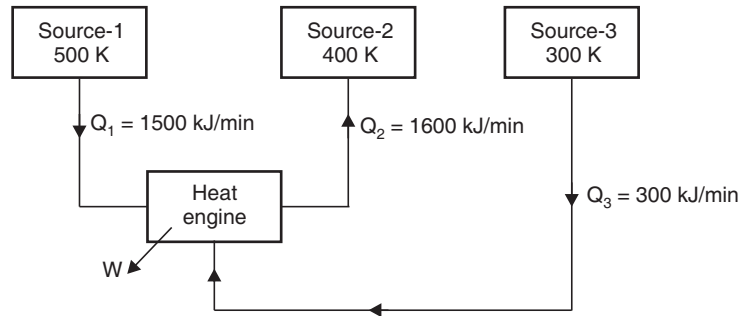 Source-1
500 K
Source-2
400 K
Source-3
300 K
Q₁ = 1500 kJ/min
Q₂ = 1600 kJ/min
Heat
engine
Q₃ = 300 kJ/min
W